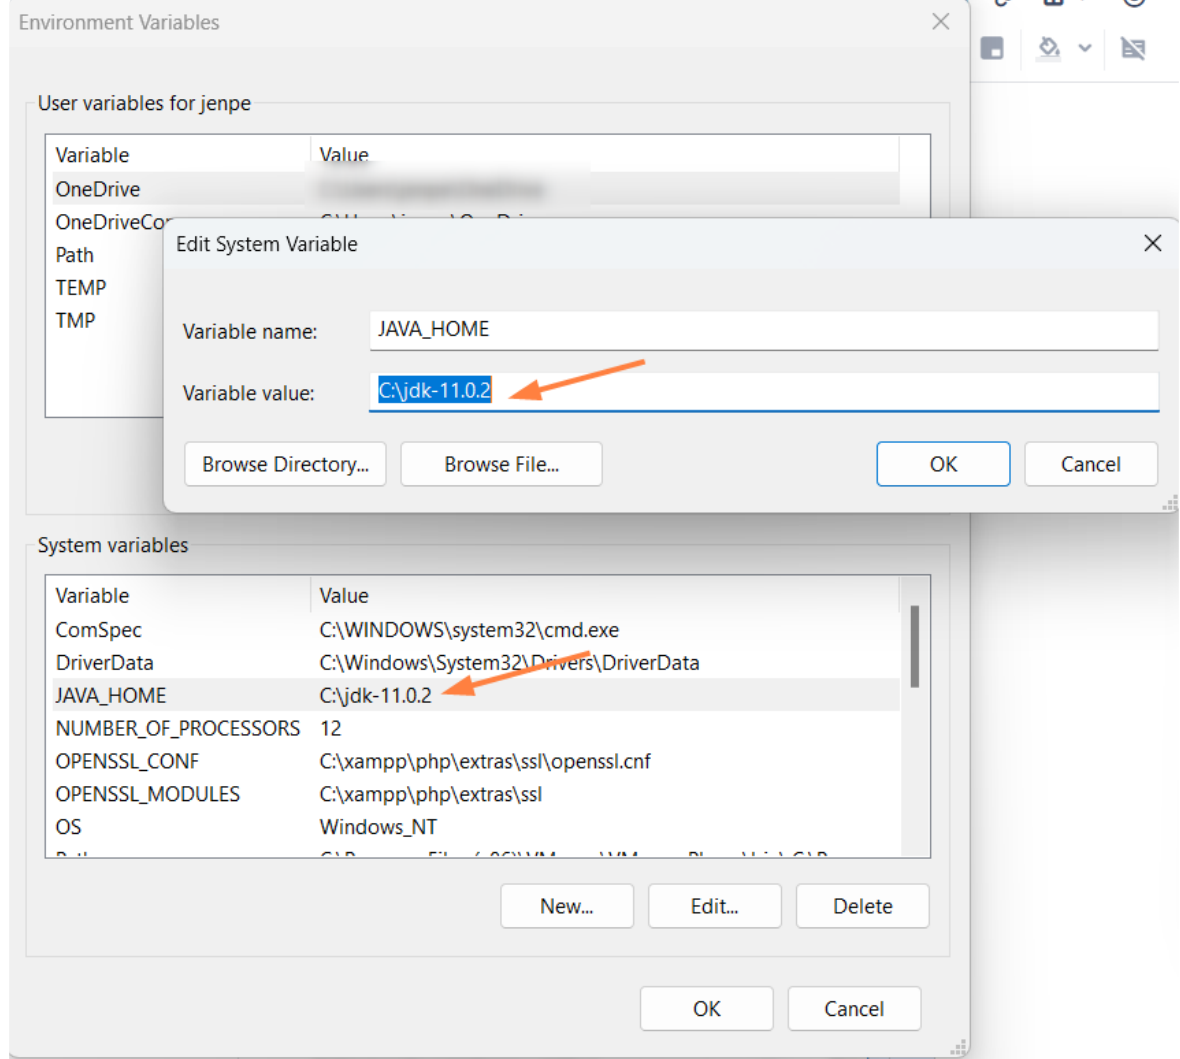 Environment Variables
User variables for jenpe
Variable Value
OneDrive
Path
TEMP
TMP
Edit System Variable
Variable name: JAVA_HOME
Variable value: C:\jdk-11.0.2
Browse Directory... Browse File... OK Cancel
System variables
Variable Value
ComSpec C:\WINDOWS\system32\cmd.exe
DriverData C:\Windows\System32\Drivers\DriverData
JAVA_HOME C:\jdk-11.0.2
NUMBER_OF_PROCESSORS 12
OPENSSL_CONF C:\xampp\php\extras\ssl\openssl.cnf
OPENSSL_MODULES C:\xampp\php\extras\ssl
OS Windows_NT
New... Edit... Delete
OK Cancel